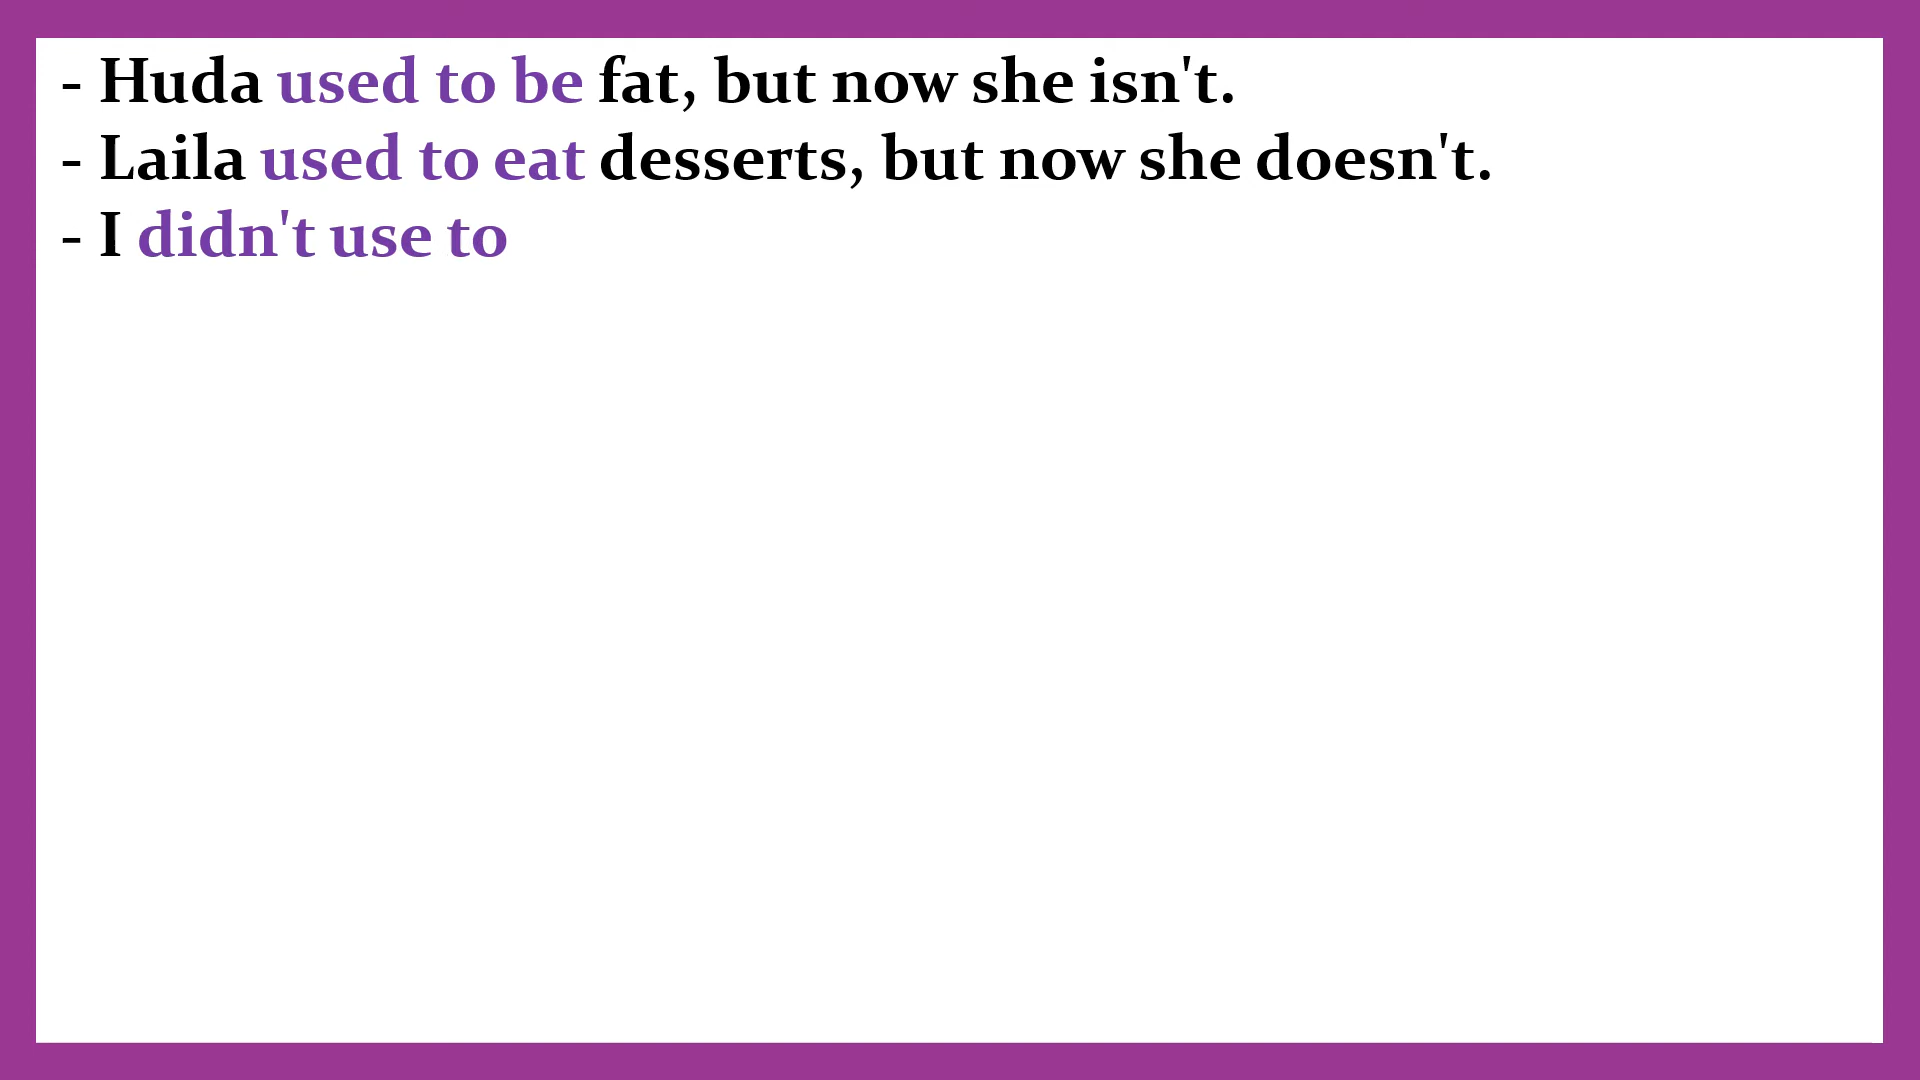 - Huda used to be fat, but now she isn't.
- Laila used to eat desserts, but now she doesn't.
- I didn't use to